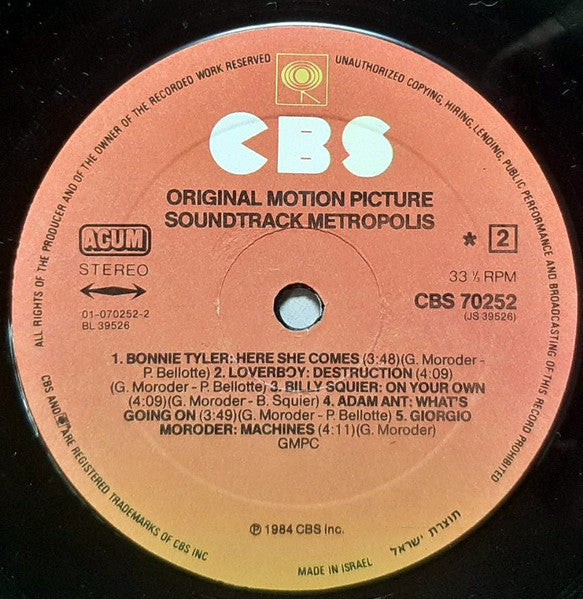 ALL RIGHTS OF THE PRODUCER AND OF THE OWNER OF THE RECORDED WORK RESERVED
UNAUTHORIZED COPYING, HIRING, LENDING, PUBLIC PERFORMANCE AND BROADCASTING OF THIS RECORD PROHIBITED
CBS
ORIGINAL MOTION PICTURE
SOUNDTRACK METROPOLIS
ACUM
* 2
STEREO
33 ⅓ RPM
01-070252-2
BL 39526
CBS 70252
(JS 39526)
1. BONNIE TYLER: HERE SHE COMES (3:48)(G. Moroder -
P. Bellotte) 2. LOVERBOY: DESTRUCTION (4:09)
(G. Moroder - P. Bellotte) 3. BILLY SQUIER: ON YOUR OWN
(4:09)(G. Moroder - B. Squier) 4. ADAM ANT: WHAT'S
GOING ON (3:49)(G. Moroder - P. Bellotte) 5. GIORGIO
MORODER: MACHINES (4:11)(G. Moroder)
GMPC
℗ 1984 CBS Inc.
CBS AND ARE REGISTERED TRADEMARKS OF CBS INC
MADE IN ISRAEL
תוצרת ישראל